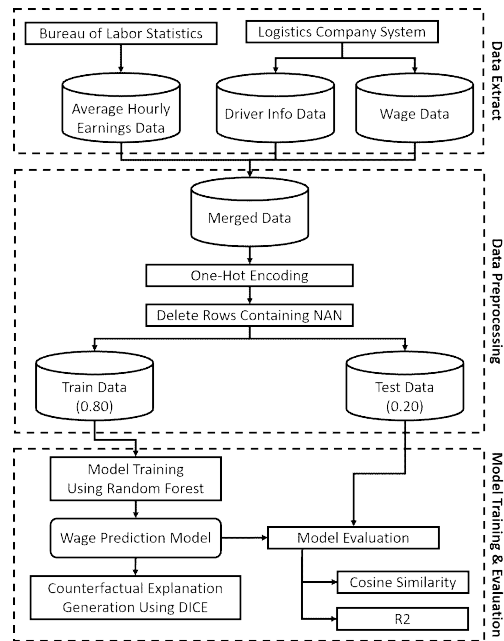 Bureau of Labor Statistics
Logistics Company System
Average Hourly
Earnings Data
Driver Info Data
Wage Data
Data Extract
Merged Data
One-Hot Encoding
Delete Rows Containing NAN
Train Data
(0.80)
Test Data
(0.20)
Data Preprocessing
Model Training
Using Random Forest
Wage Prediction Model
Model Evaluation
Counterfactual Explanation
Generation Using DICE
Cosine Similarity
R2
Model Training & Evaluation